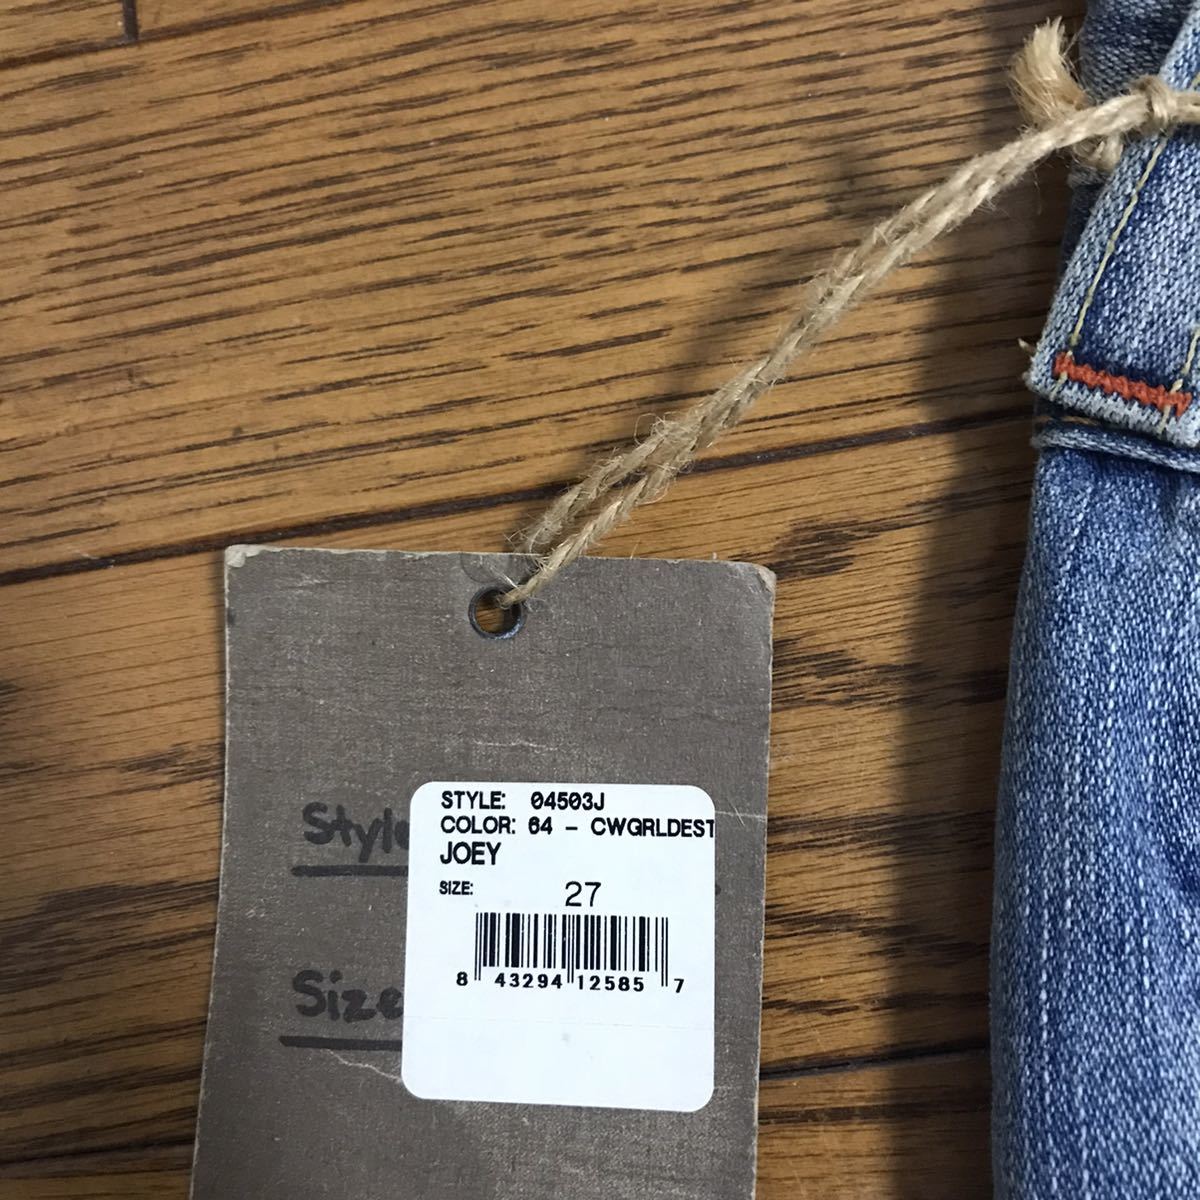 STYLE: 04503J
COLOR: 64 - CWGRLDEST
JOEY
SIZE: 27
8 43294 12585 7
Style
Size